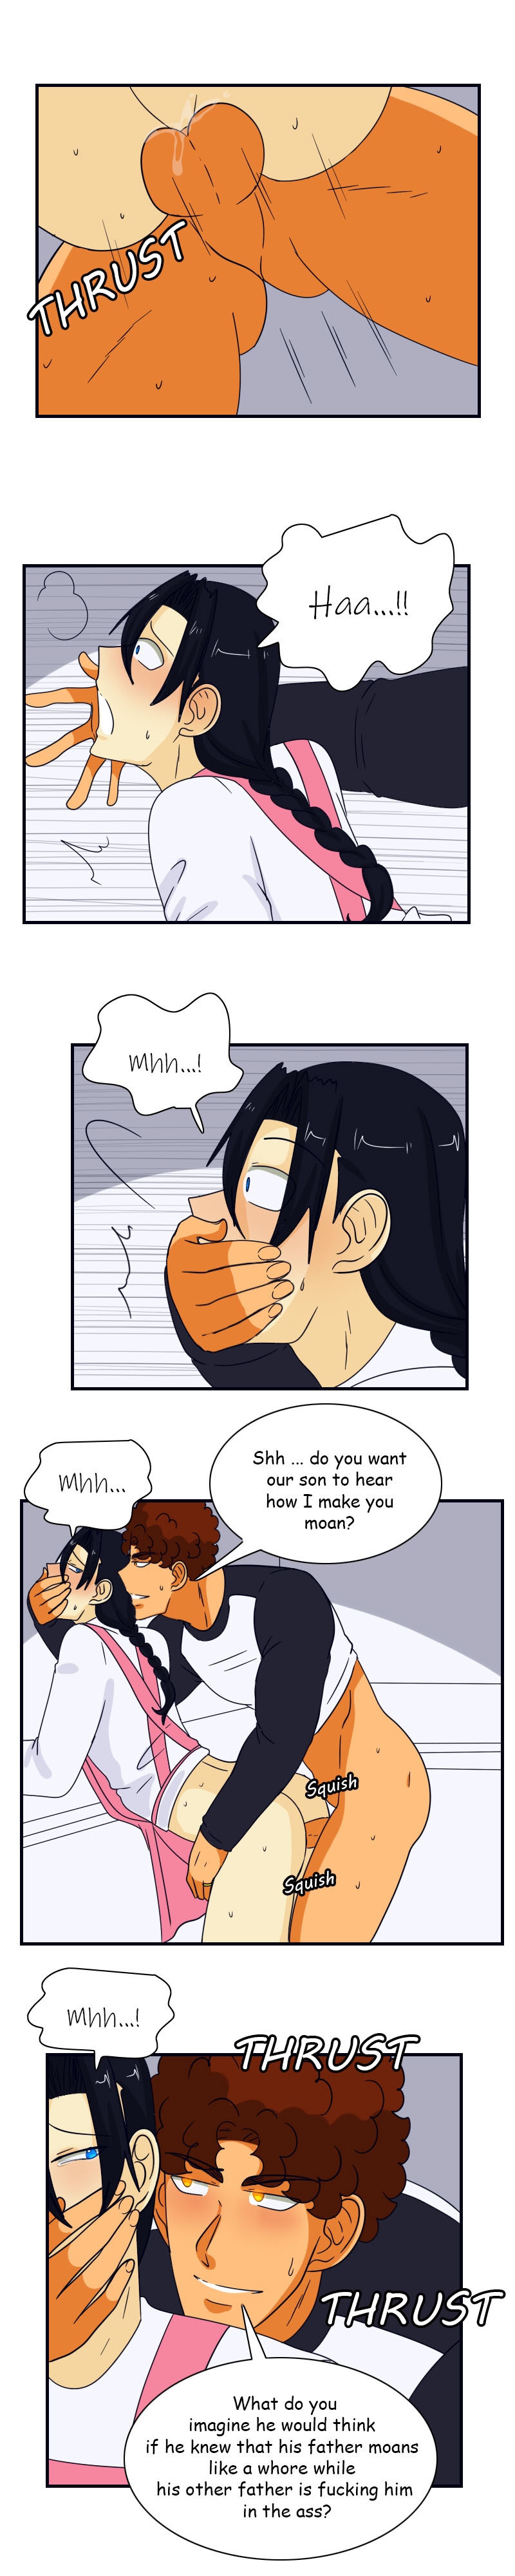 THRUST
Haa...!!
Mhh...!
Shh ... do you want
our son to hear
how I make you
moan?
Mhh...
Squish
Squish
Mhh...!
THRUST
THRUST
What do you
imagine he would think
if he knew that his father moans
like a whore while
his other father is fucking him
in the ass?